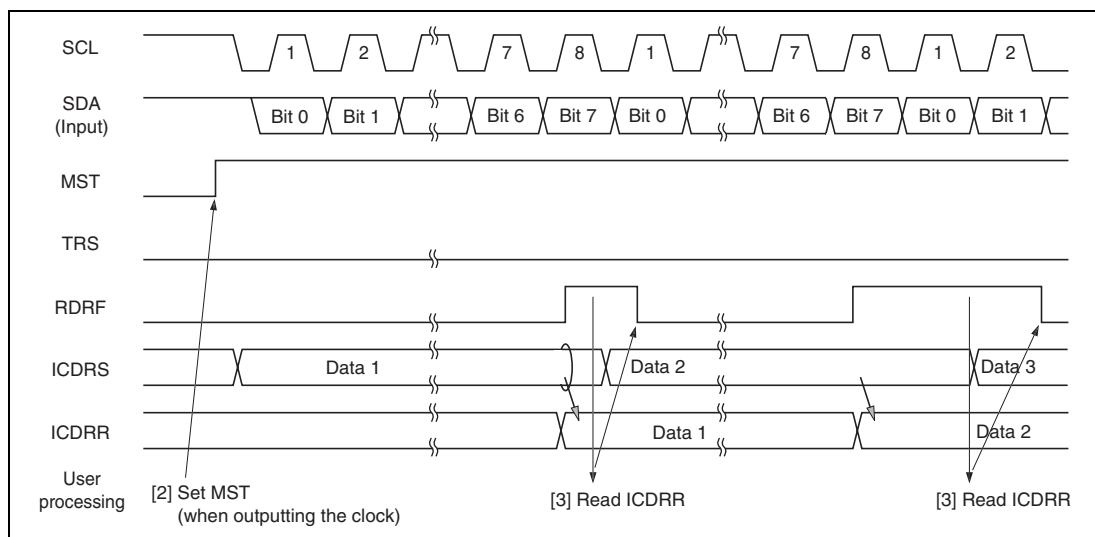 SCL 1 2 7 8 1 7 8 1 2
SDA
(Input)
Bit 0 Bit 1 Bit 6 Bit 7 Bit 0 Bit 6 Bit 7 Bit 0 Bit 1
MST
TRS
RDRF
ICDRS Data 1 Data 2 Data 3
ICDRR Data 1 Data 2
User
processing
[2] Set MST
(when outputting the clock)
[3] Read ICDRR
[3] Read ICDRR